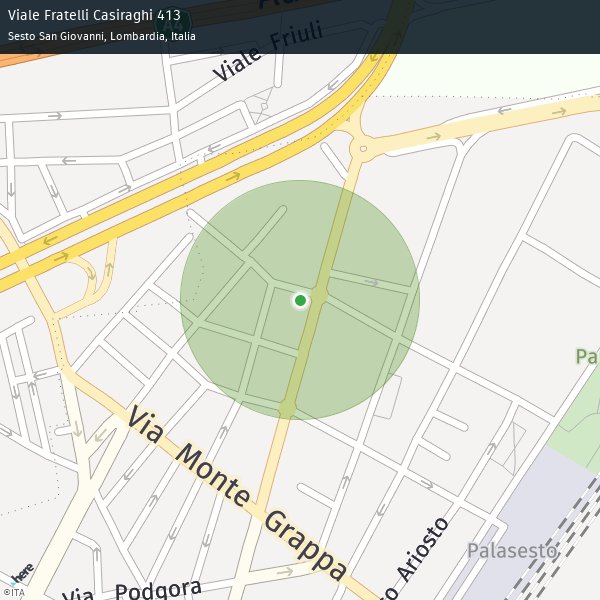 Viale Fratelli Casiraghi 413
Sesto San Giovanni, Lombardia, Italia
Viale Friuli
Via Monte Grappa
Pa
Palasesto
Ariosto
Via Podgora
here
©ITA